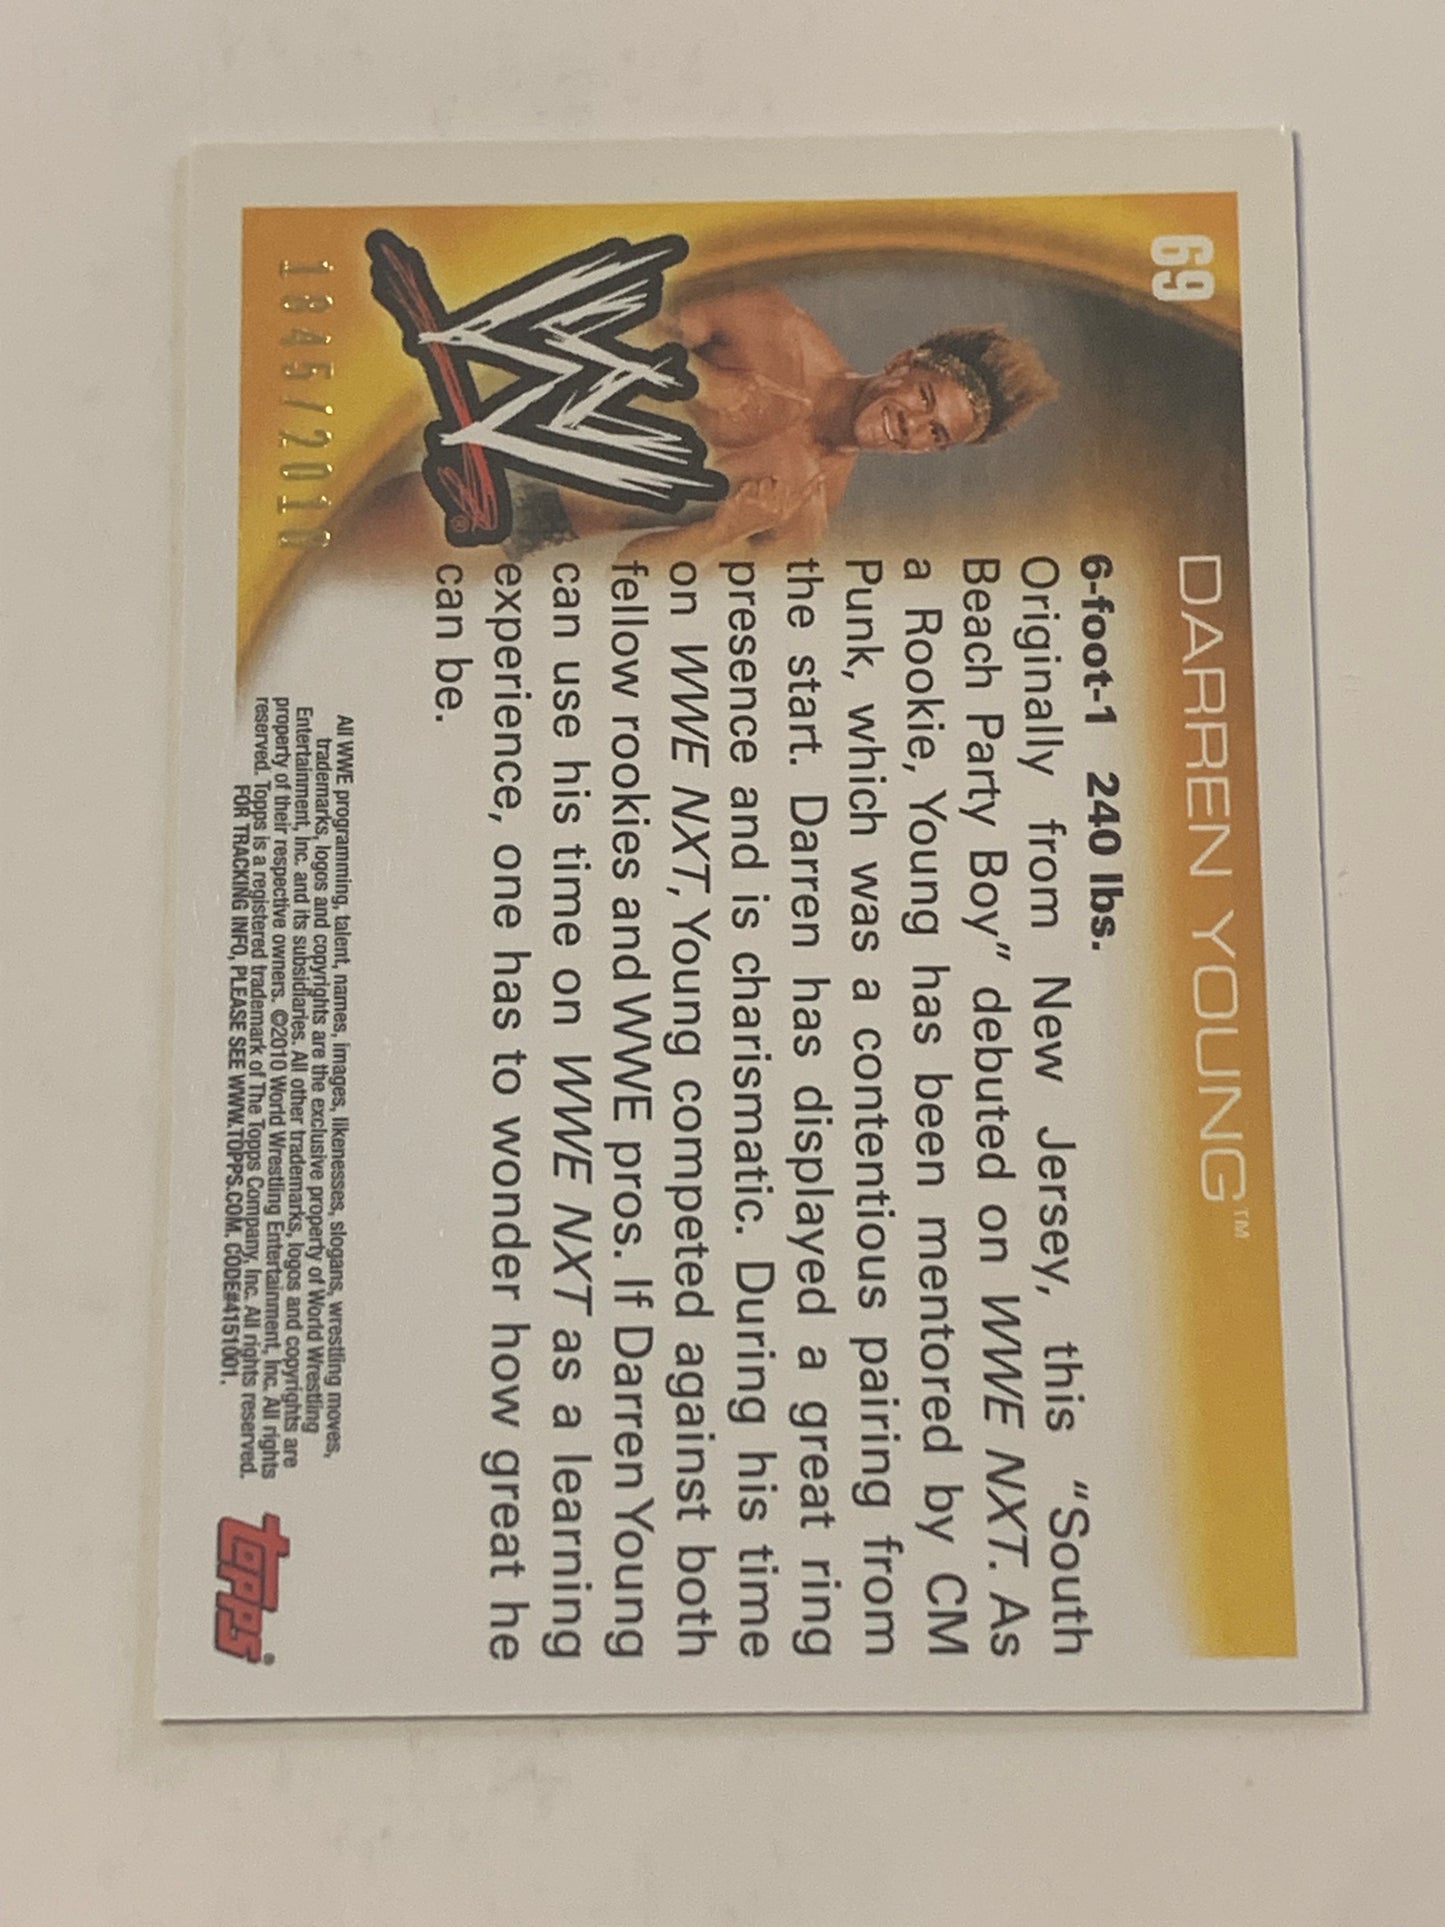 69
DARREN YOUNG™
6-foot-1 240 lbs.
Originally from New Jersey, this “South
Beach Party Boy” debuted on WWE NXT. As
a Rookie, Young has been mentored by CM
Punk, which was a contentious pairing from
the start. Darren has displayed a great ring
presence and is charismatic. During his time
on WWE NXT, Young competed against both
fellow rookies and WWE pros. If Darren Young
can use his time on WWE NXT as a learning
experience, one has to wonder how great he
can be.
W
®
1845/2010
All WWE programming, talent, names, images, likenesses, slogans, wrestling moves,
trademarks, logos and copyrights are the exclusive property of World Wrestling
Entertainment, Inc. and its subsidiaries. All other trademarks, logos and copyrights are
property of their respective owners. ©2010 World Wrestling Entertainment, Inc. All rights
reserved. Topps is a registered trademark of The Topps Company, Inc. All rights reserved.
FOR TRACKING INFO, PLEASE SEE WWW.TOPPS.COM. CODE#4151001.
topps®